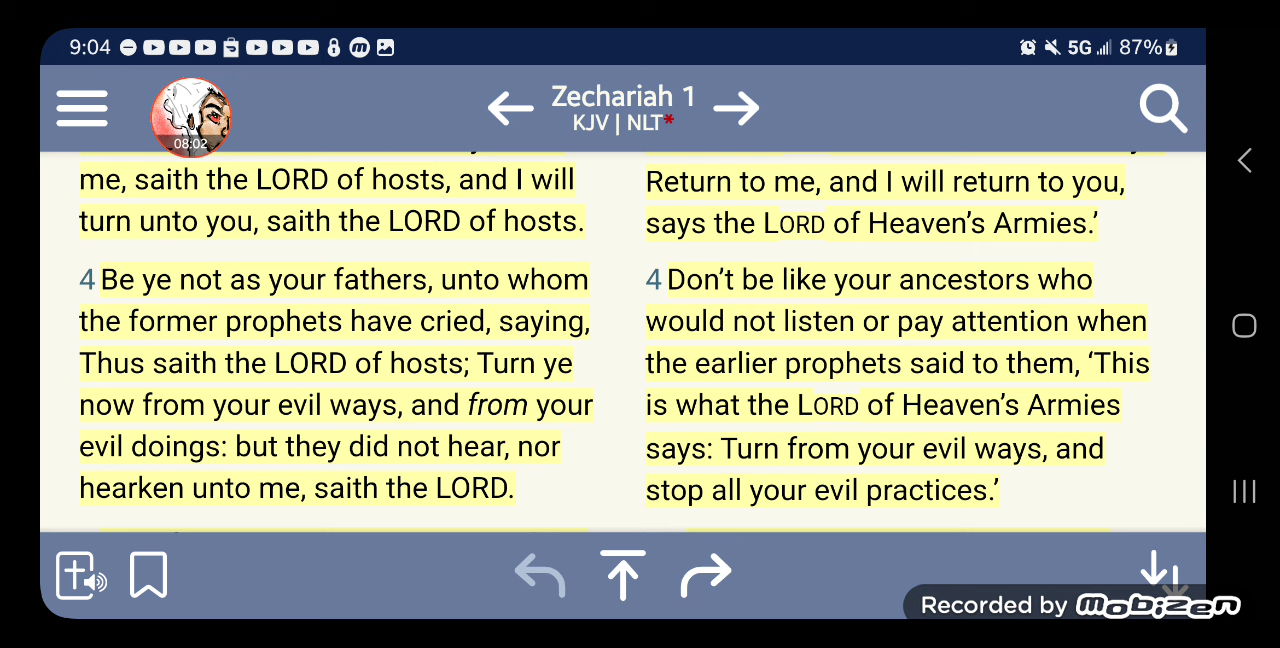 9:04
5G 87%
08:02
Zechariah 1
KJV | NLT*
me, saith the LORD of hosts, and I will
turn unto you, saith the LORD of hosts.
4 Be ye not as your fathers, unto whom
the former prophets have cried, saying,
Thus saith the LORD of hosts; Turn ye
now from your evil ways, and from your
evil doings: but they did not hear, nor
hearken unto me, saith the LORD.
Return to me, and I will return to you,
says the LORD of Heaven’s Armies.’
4 Don’t be like your ancestors who
would not listen or pay attention when
the earlier prophets said to them, ‘This
is what the LORD of Heaven’s Armies
says: Turn from your evil ways, and
stop all your evil practices.’
Recorded by Mobizen